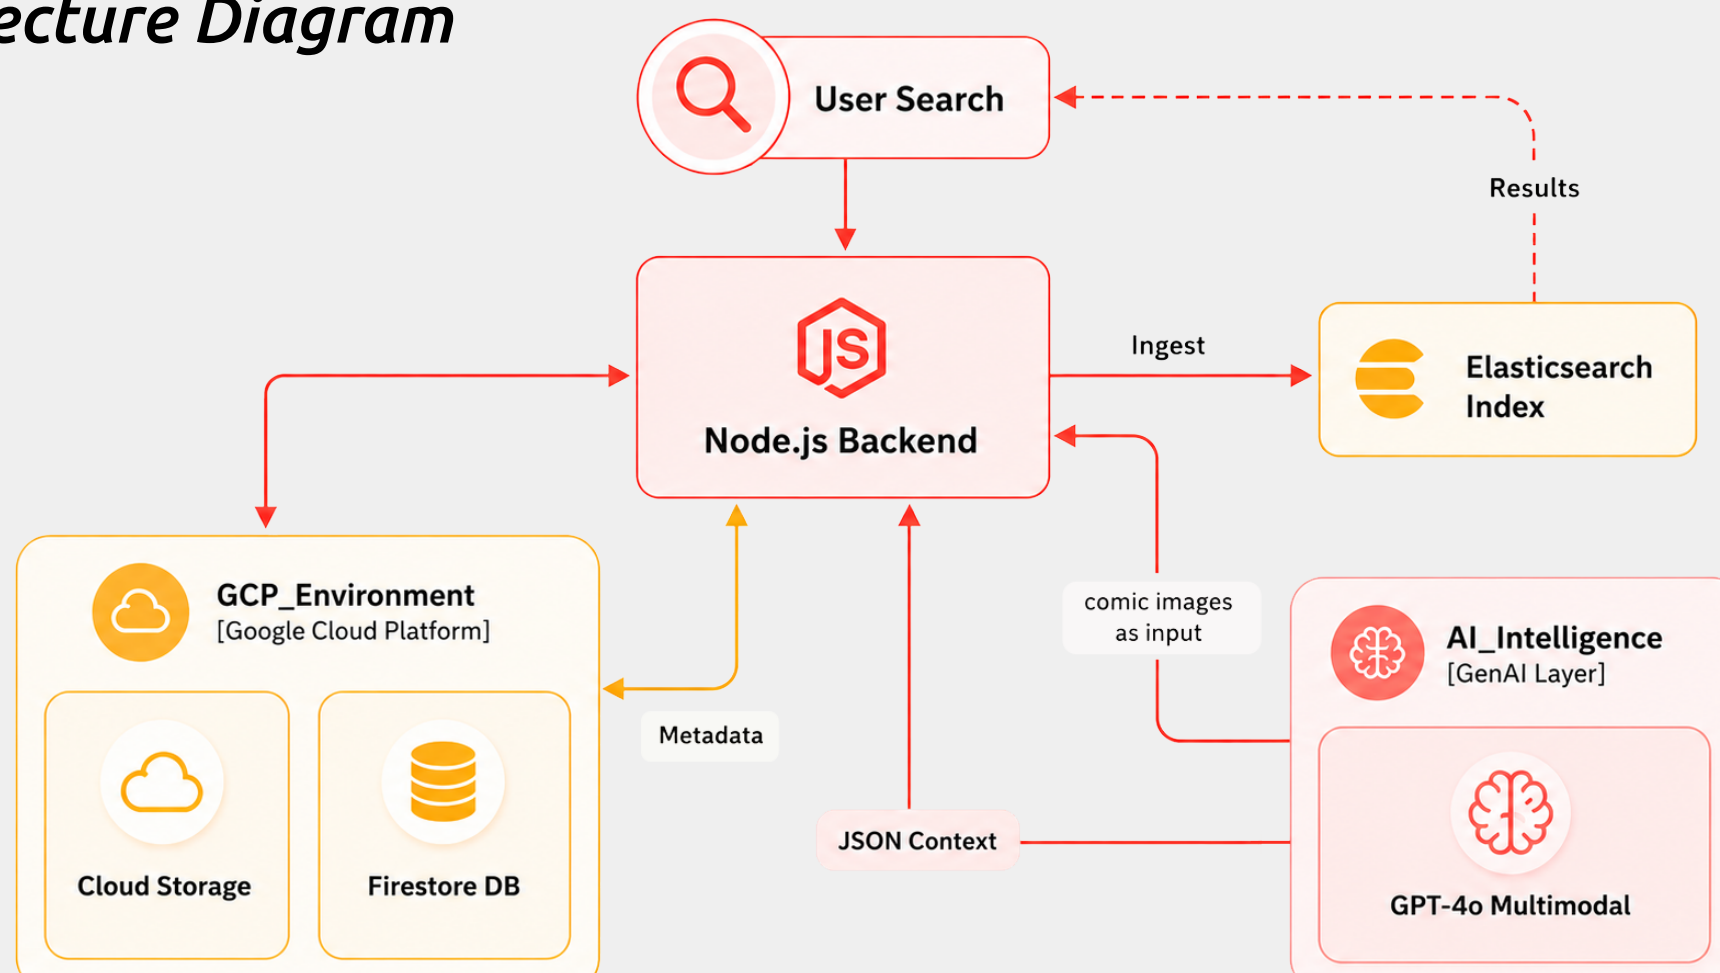 ecture Diagram
User Search
Results
JS
Node.js Backend
Ingest
Elasticsearch
Index
GCP_Environment
[Google Cloud Platform]
Cloud Storage
Firestore DB
Metadata
comic images
as input
JSON Context
AI_Intelligence
[GenAI Layer]
GPT-4o Multimodal